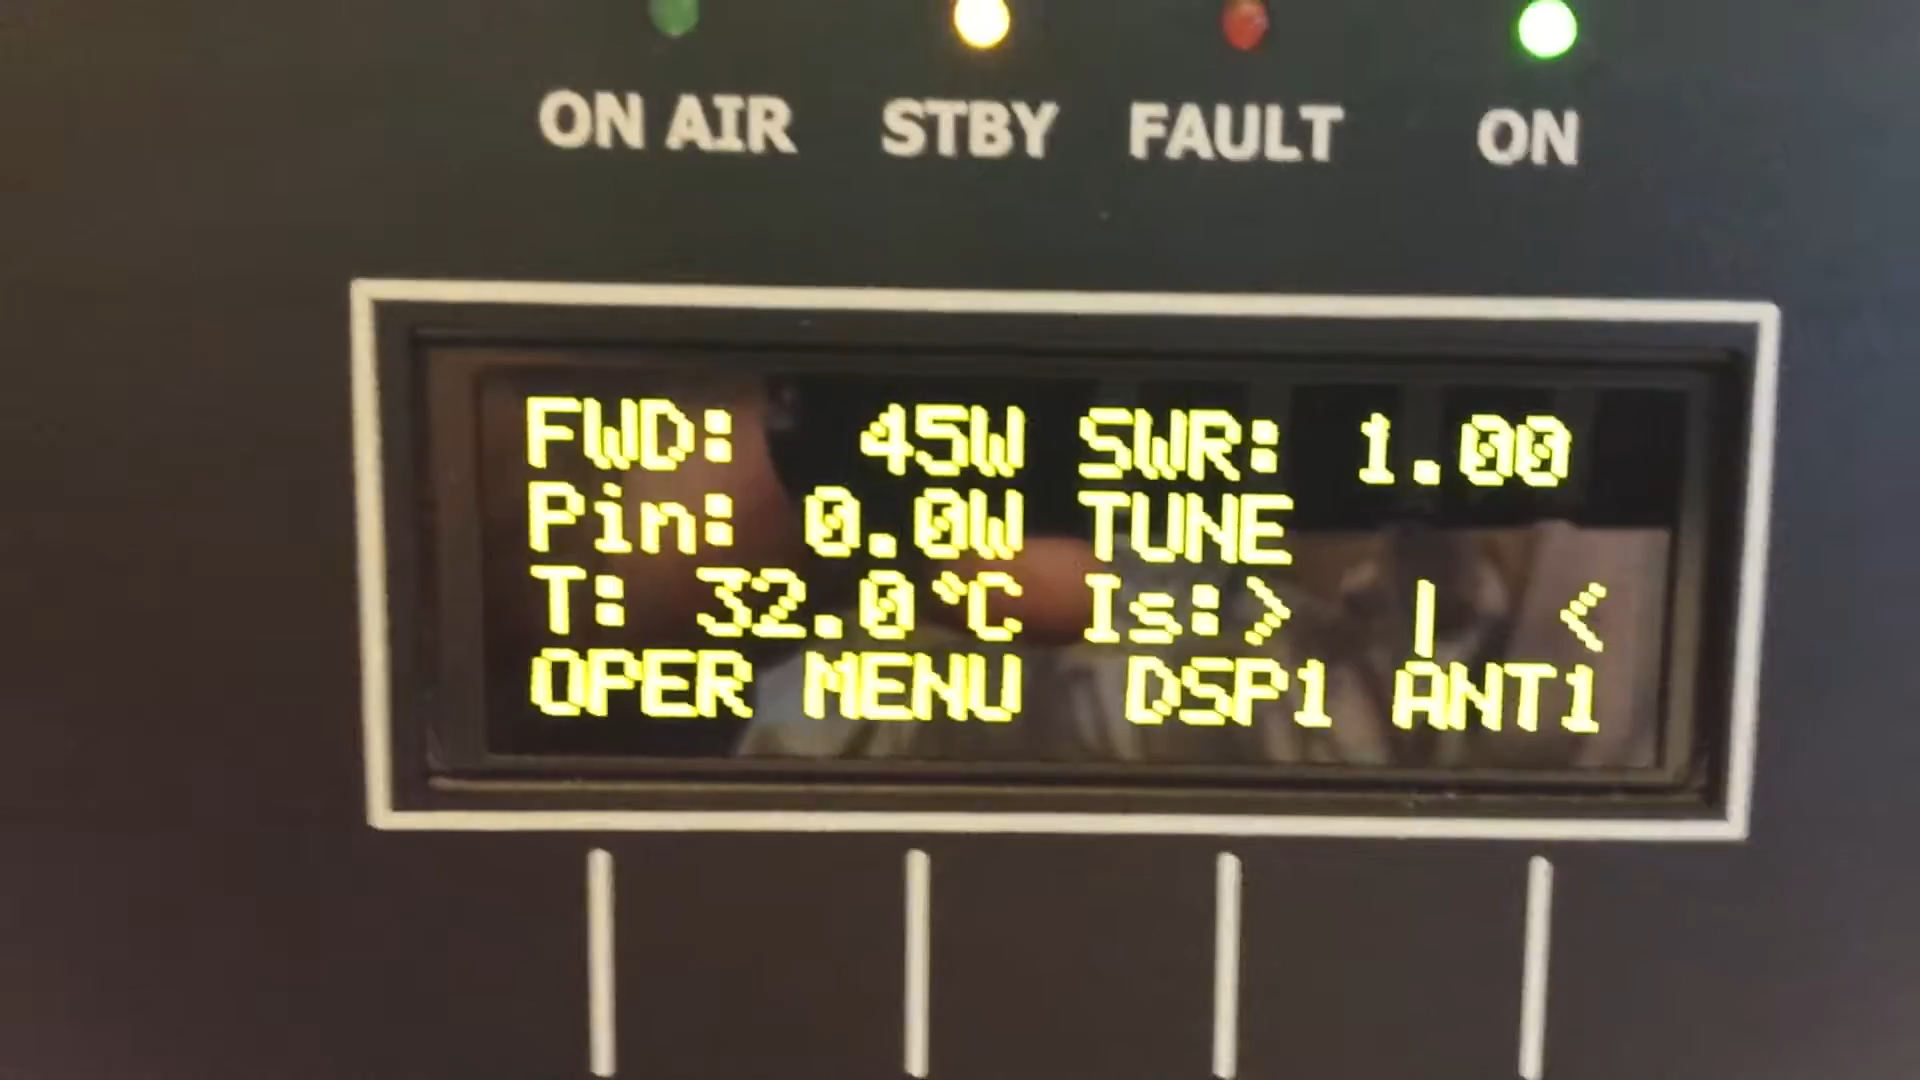 ON AIR STBY FAULT ON
FWD: 45W SWR: 1.00
Pin: 0.0W TUNE
T: 32.0°C Is:> | <
OPER MENU DSP1 ANT1